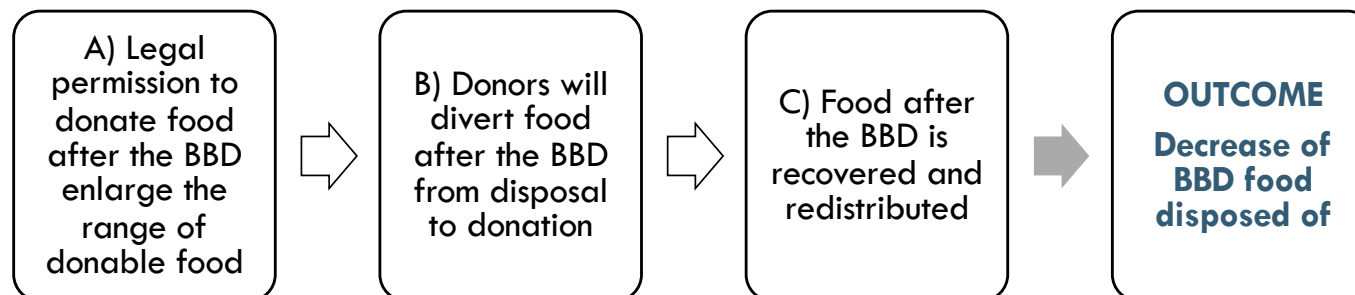 A) Legal
permission to
donate food
after the BBD
enlarge the
range of
donable food
B) Donors will
divert food
after the BBD
from disposal
to donation
C) Food after
the BBD is
recovered and
redistributed
OUTCOME
Decrease of
BBD food
disposed of